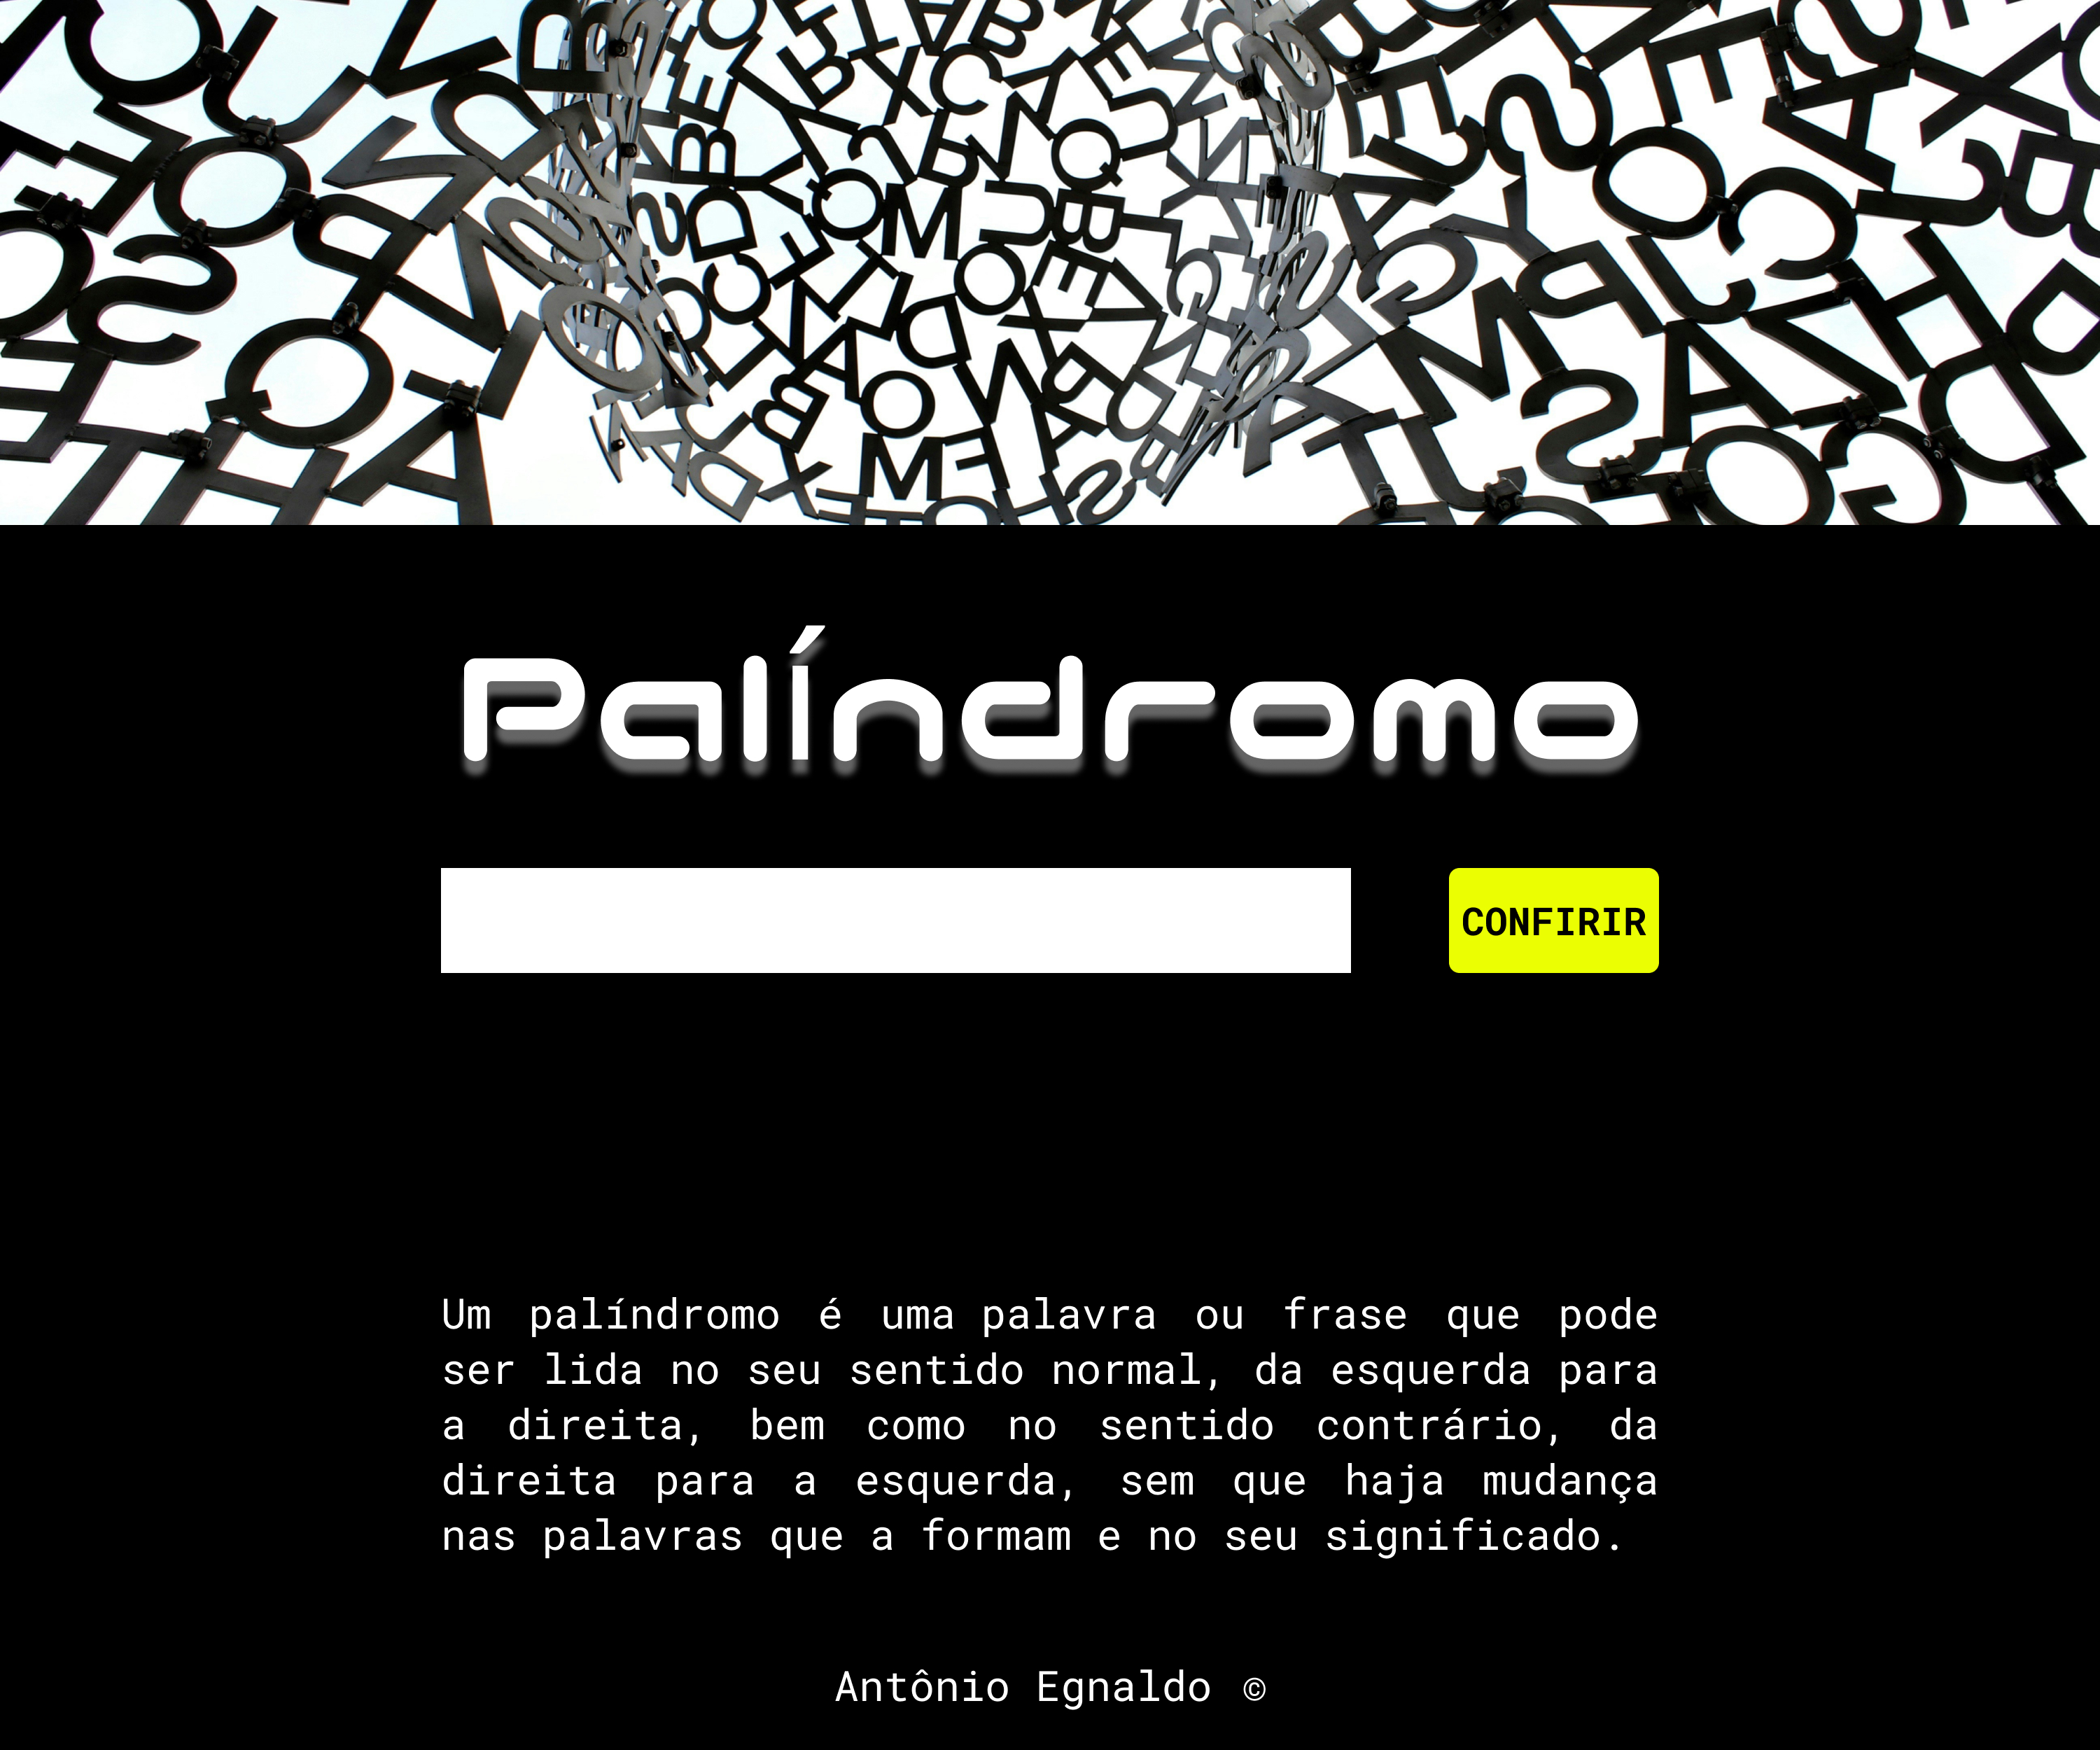 Palíndromo
CONFIRIR
Um palíndromo é uma palavra ou frase que pode
ser lida no seu sentido normal, da esquerda para
a direita, bem como no sentido contrário, da
direita para a esquerda, sem que haja mudança
nas palavras que a formam e no seu significado.
Antônio Egnaldo ©